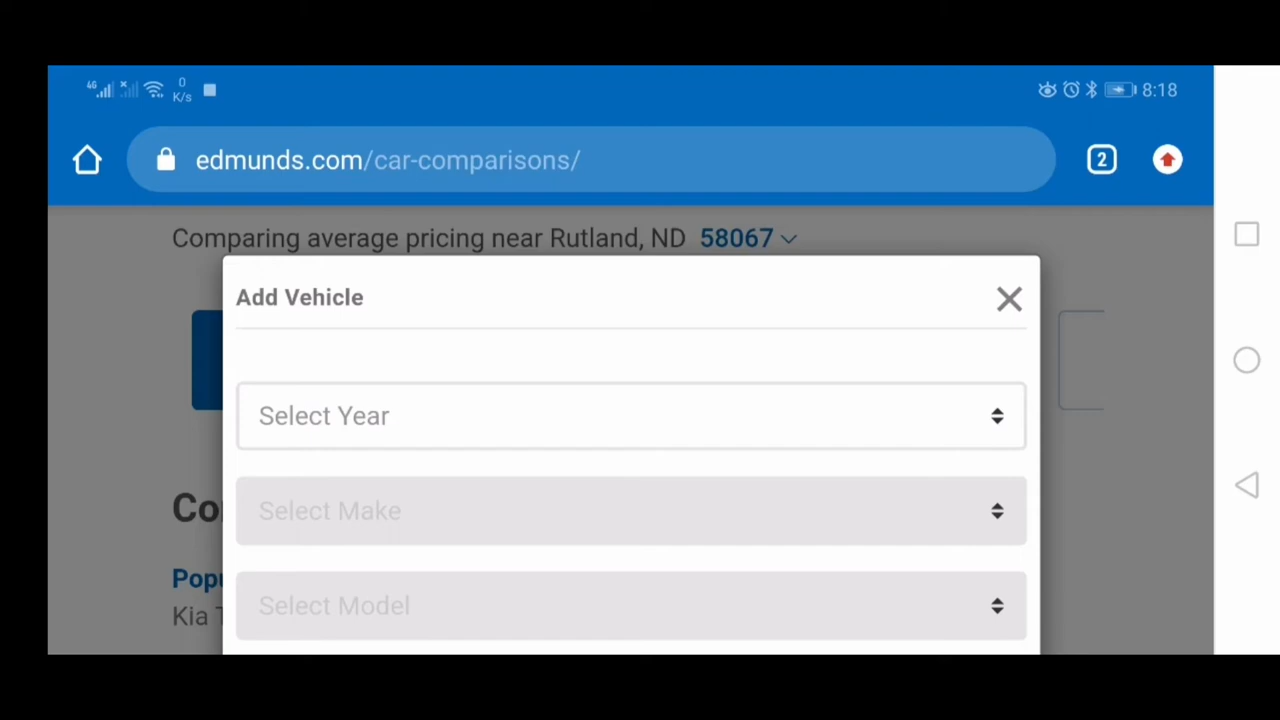 4G 0 K/s 8:18
edmunds.com/car-comparisons/ 2
Comparing average pricing near Rutland, ND 58067
Add Vehicle
Select Year
Select Make
Co
Select Model
Popu
Kia T